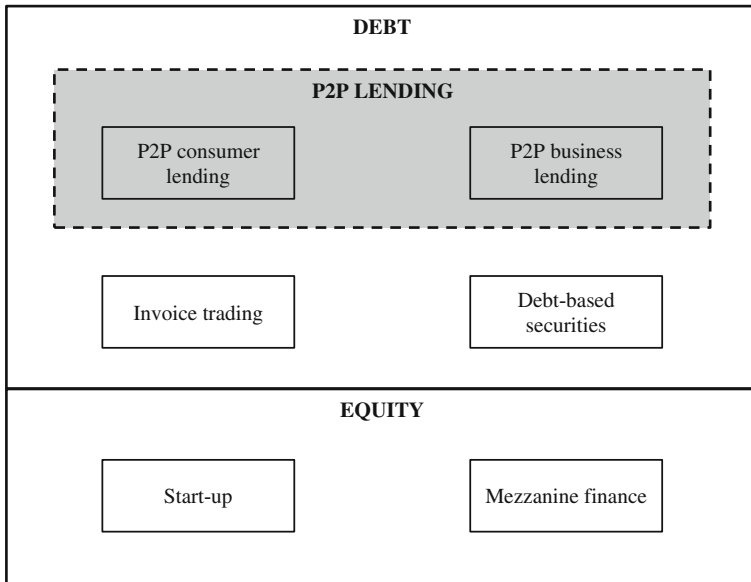 DEBT
P2P LENDING
P2P consumer
lending
P2P business
lending
Invoice trading
Debt-based
securities
EQUITY
Start-up
Mezzanine finance